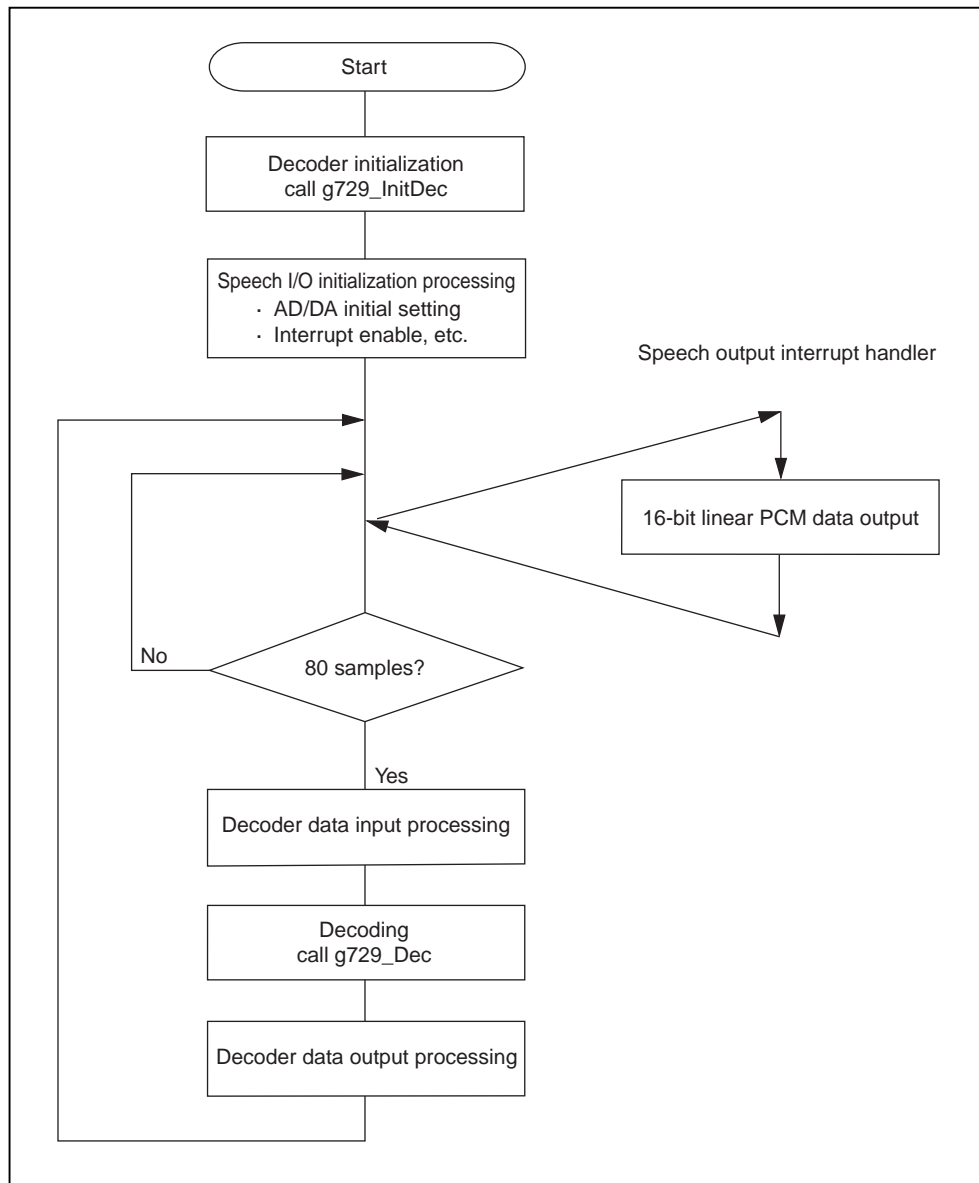 Start
Decoder initialization
call g729_InitDec
Speech I/O initialization processing
· AD/DA initial setting
· Interrupt enable, etc.
Speech output interrupt handler
16-bit linear PCM data output
No
80 samples?
Yes
Decoder data input processing
Decoding
call g729_Dec
Decoder data output processing